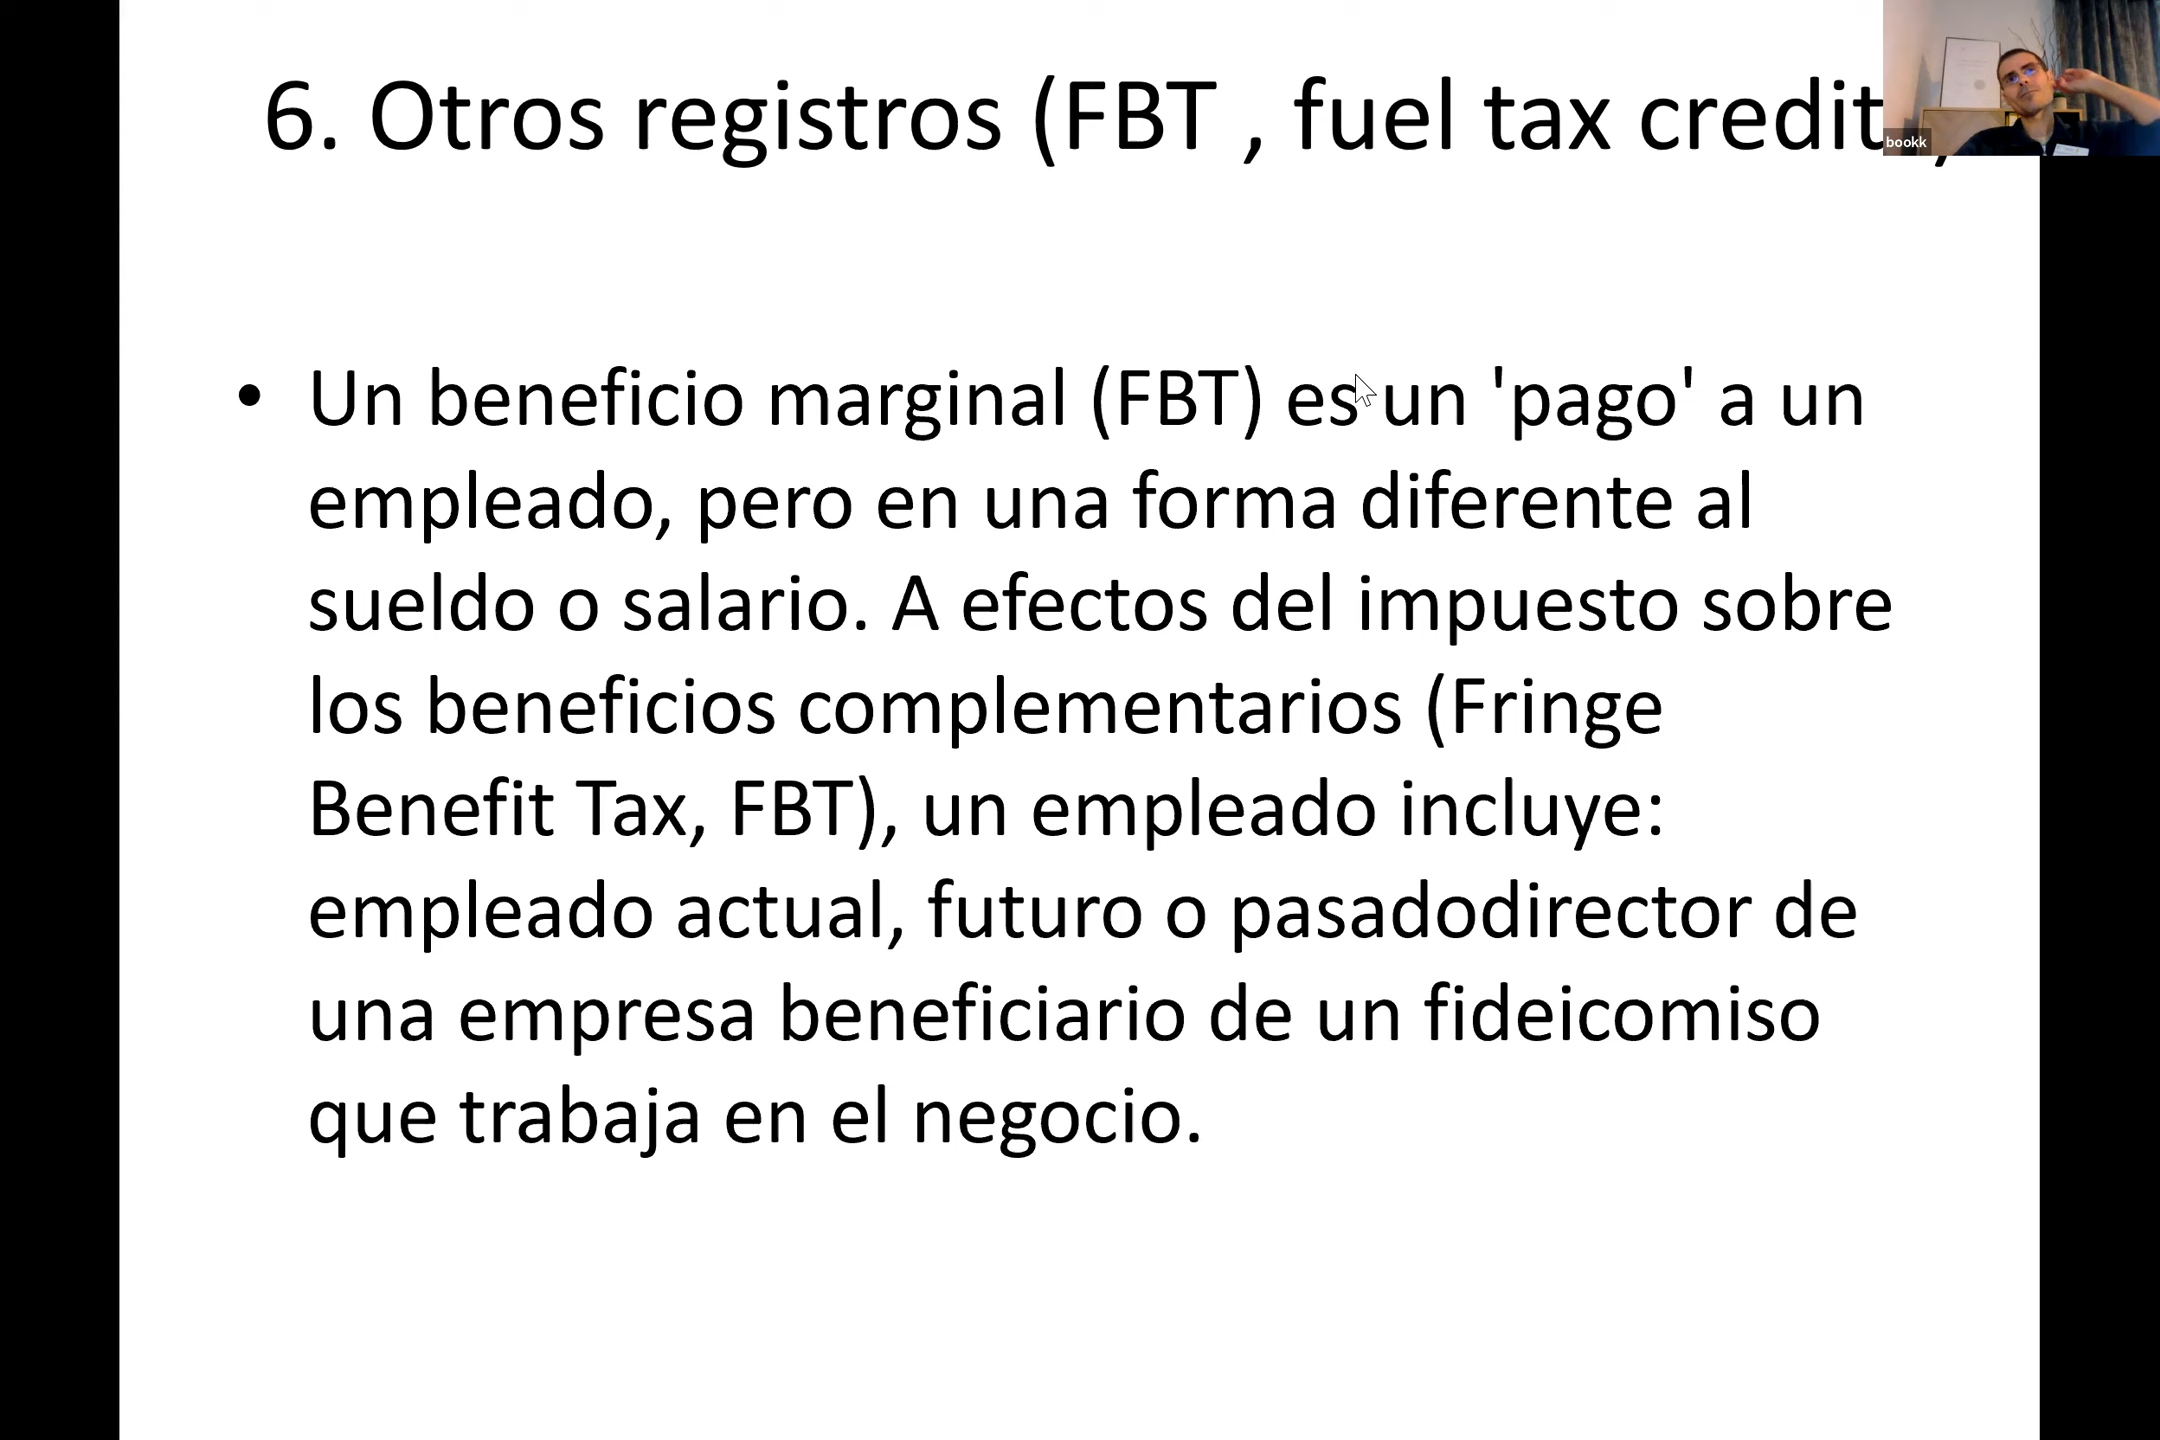 6. Otros registros (FBT , fuel tax credit
bookk
• Un beneficio marginal (FBT) es un 'pago' a un
empleado, pero en una forma diferente al
sueldo o salario. A efectos del impuesto sobre
los beneficios complementarios (Fringe
Benefit Tax, FBT), un empleado incluye:
empleado actual, futuro o pasadodirector de
una empresa beneficiario de un fideicomiso
que trabaja en el negocio.